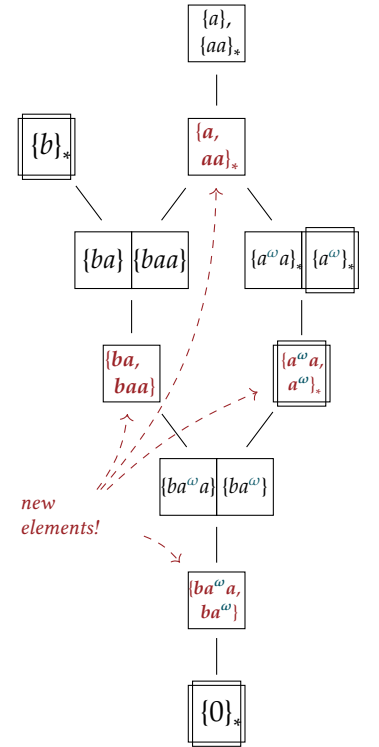 {a},
{aa}*
{b}*
{a,
aa}*
{ba} {baa}
{a^ω a}* {a^ω}*
{ba,
baa}
{a^ω a,
a^ω}*
{ba^ω a} {ba^ω}
new
elements!
{ba^ω a,
ba^ω}
{0}*